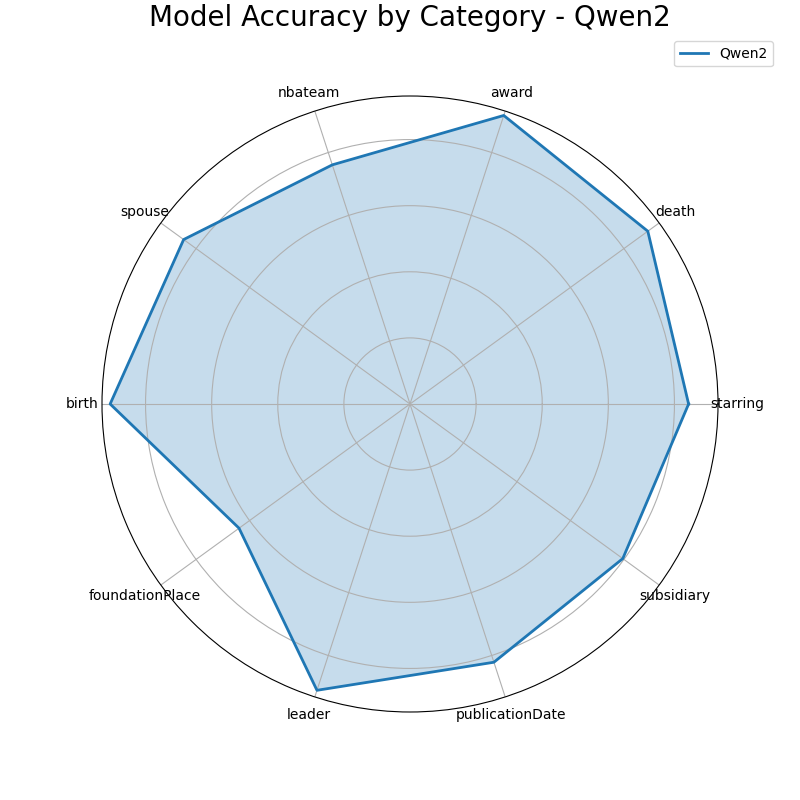 Model Accuracy by Category - Qwen2
Qwen2
nbateam
award
spouse
death
birth
starring
foundationPlace
subsidiary
leader
publicationDate